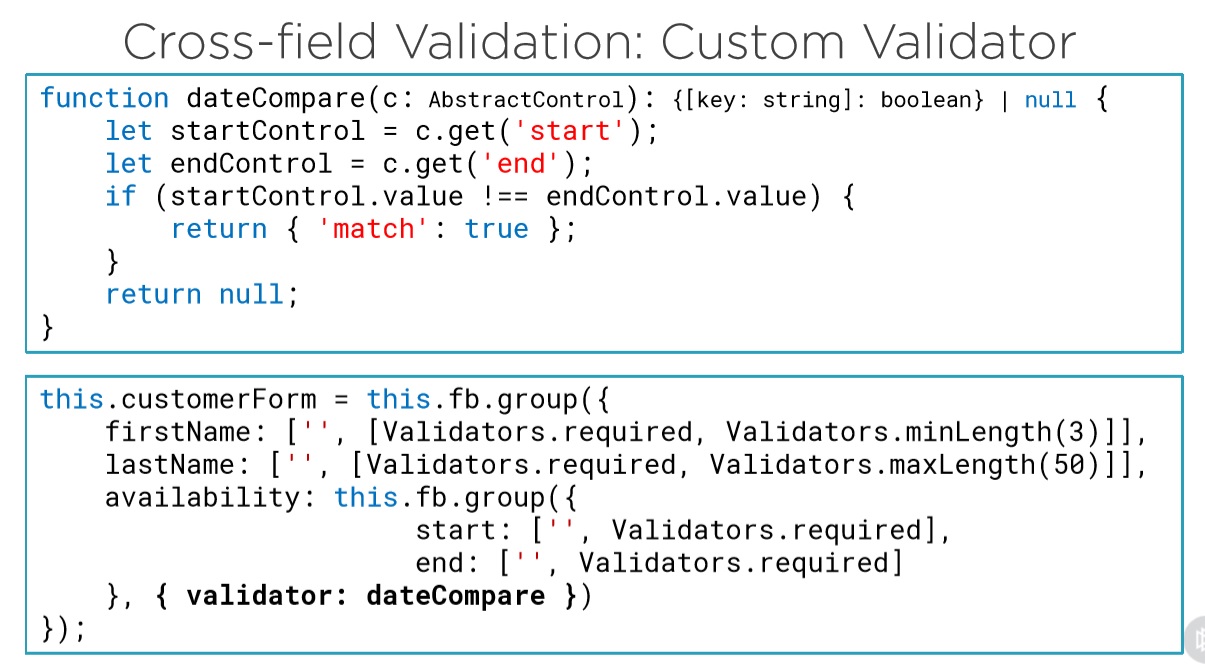 Cross-field Validation: Custom Validator
function dateCompare(c: AbstractControl): {[key: string]: boolean} | null {
    let startControl = c.get('start');
    let endControl = c.get('end');
    if (startControl.value !== endControl.value) {
        return { 'match': true };
    }
    return null;
}
this.customerForm = this.fb.group({
    firstName: ['', [Validators.required, Validators.minLength(3)]],
    lastName: ['', [Validators.required, Validators.maxLength(50)]],
    availability: this.fb.group({
                       start: ['', Validators.required],
                       end: ['', Validators.required]
    }, { validator: dateCompare })
});